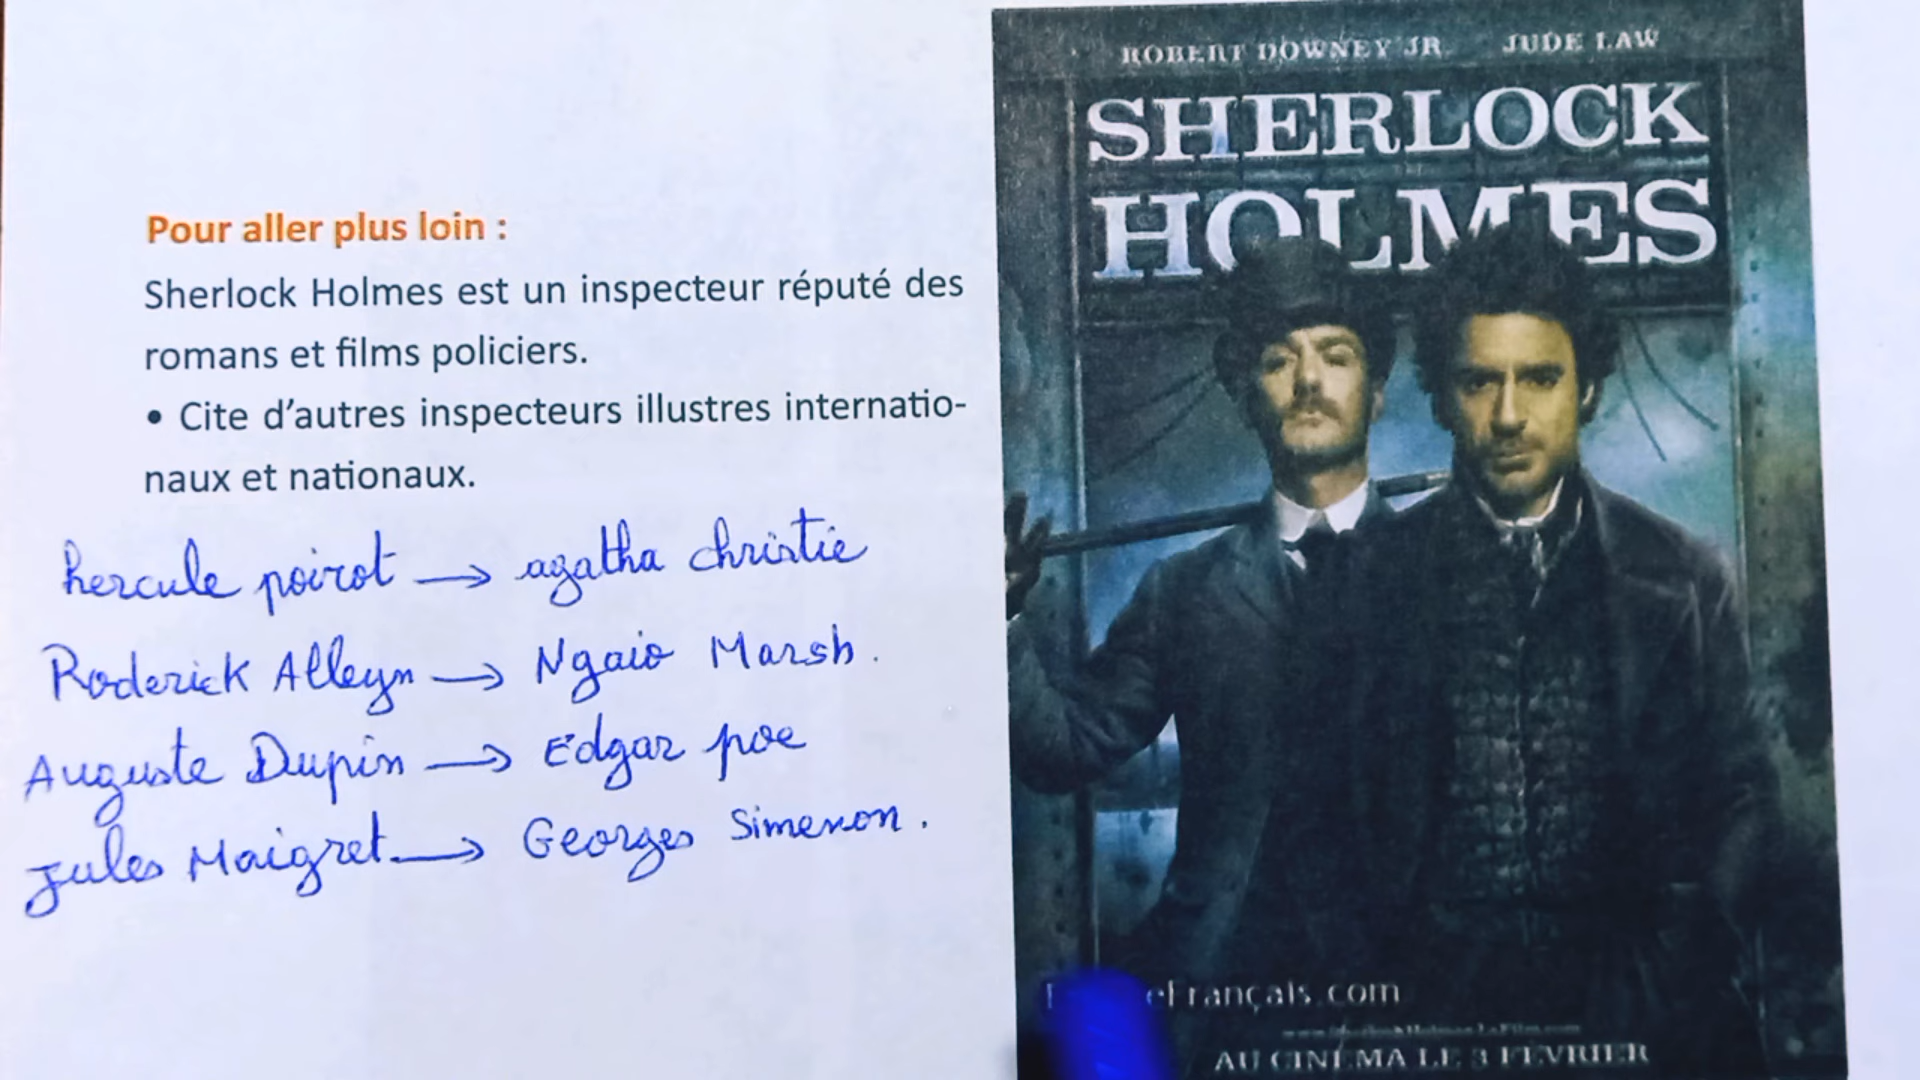 Pour aller plus loin :
Sherlock Holmes est un inspecteur réputé des
romans et films policiers.
• Cite d'autres inspecteurs illustres internatio-
naux et nationaux.
hercule poirot → agatha christie
Roderick Alleyn → Ngaio Marsh.
Auguste Dupin → Edgar poe
Jules Maigret → Georges Simenon.
ROBERT DOWNEY JR. JUDE LAW
SHERLOCK
HOLMES
eFrançais.com
AU CINÉMA LE 3 FÉVRIER